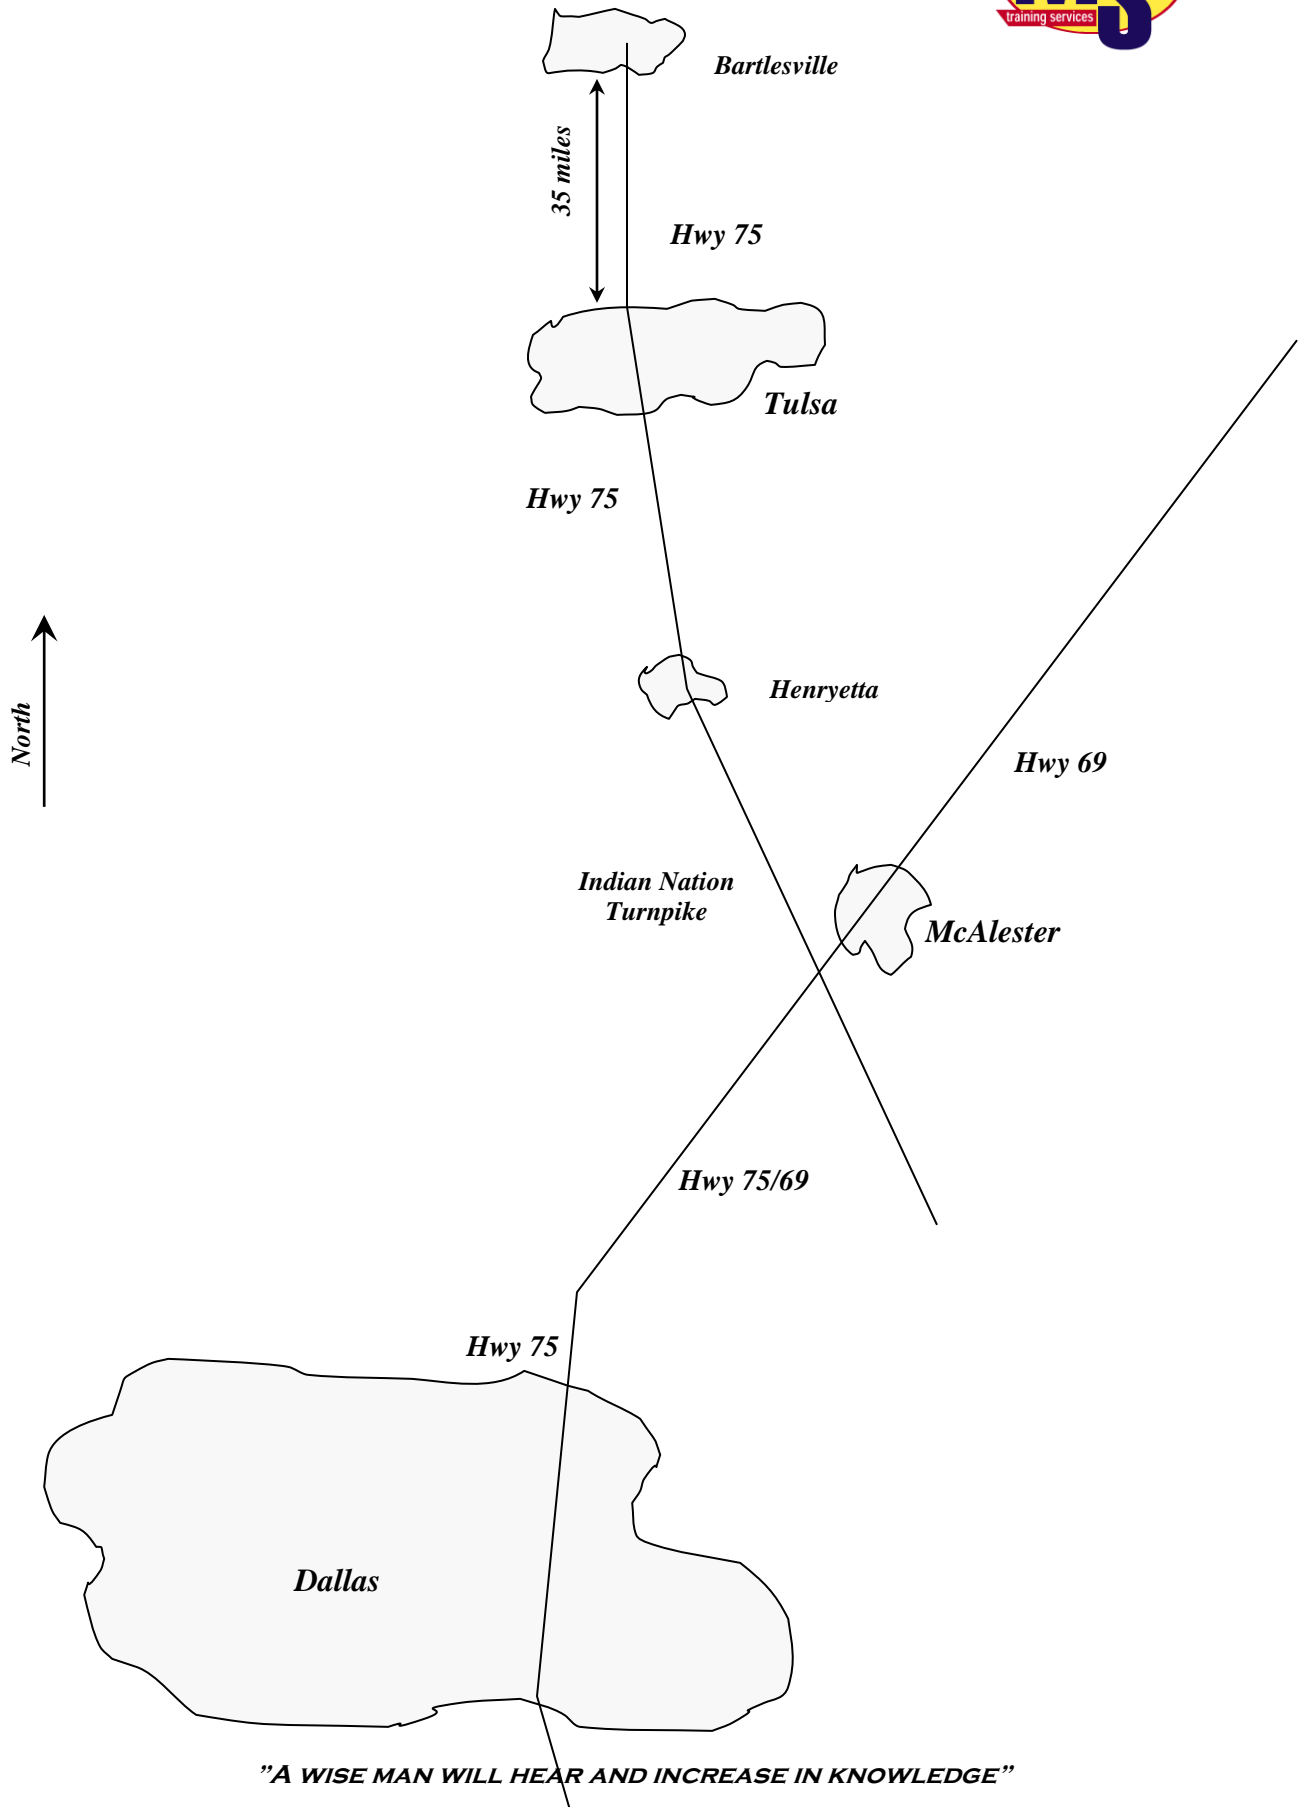 training services
Bartlesville
35 miles
Hwy 75
Tulsa
Hwy 75
Henryetta
North
Hwy 69
Indian Nation
Turnpike
McAlester
Hwy 75/69
Hwy 75
Dallas
"A WISE MAN WILL HEAR AND INCREASE IN KNOWLEDGE"